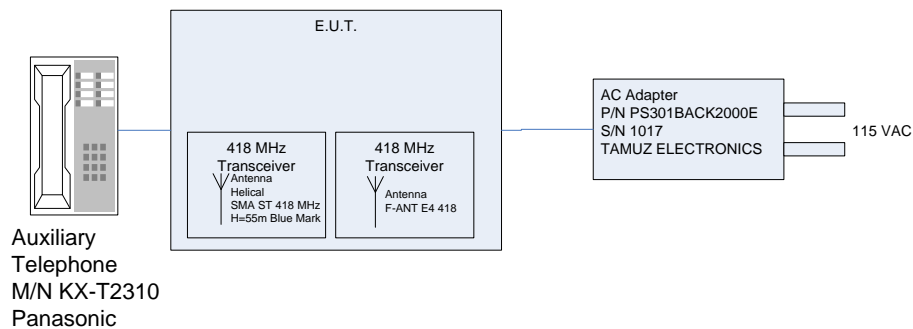 E.U.T.
AC Adapter
P/N PS301BACK2000E
S/N 1017
TAMUZ ELECTRONICS
115 VAC
418 MHz
Transceiver
Antenna
Helical
SMA ST 418 MHz
H=55m Blue Mark
418 MHz
Transceiver
Antenna
F-ANT E4 418
Auxiliary
Telephone
M/N KX-T2310
Panasonic